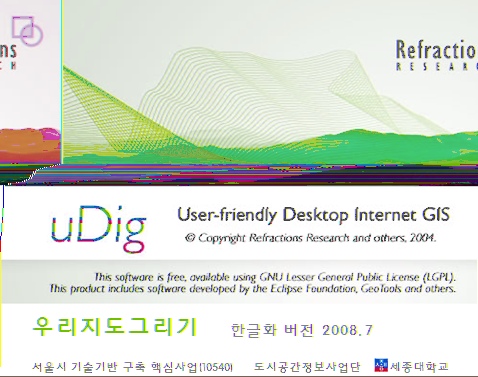 ns
CH
Refractio
RESEARC
uDig User-friendly Desktop Internet GIS
© Copyright Refractions Research and others, 2004.
This software is free, available using GNU Lesser General Public License (LGPL).
This product includes software developed by the Eclipse Foundation, GeoTools and others.
우리지도그리기 한글화 버전 2008.7
서울시 기술기반 구축 핵심사업(10540) 도시공간정보사업단 세종대학교